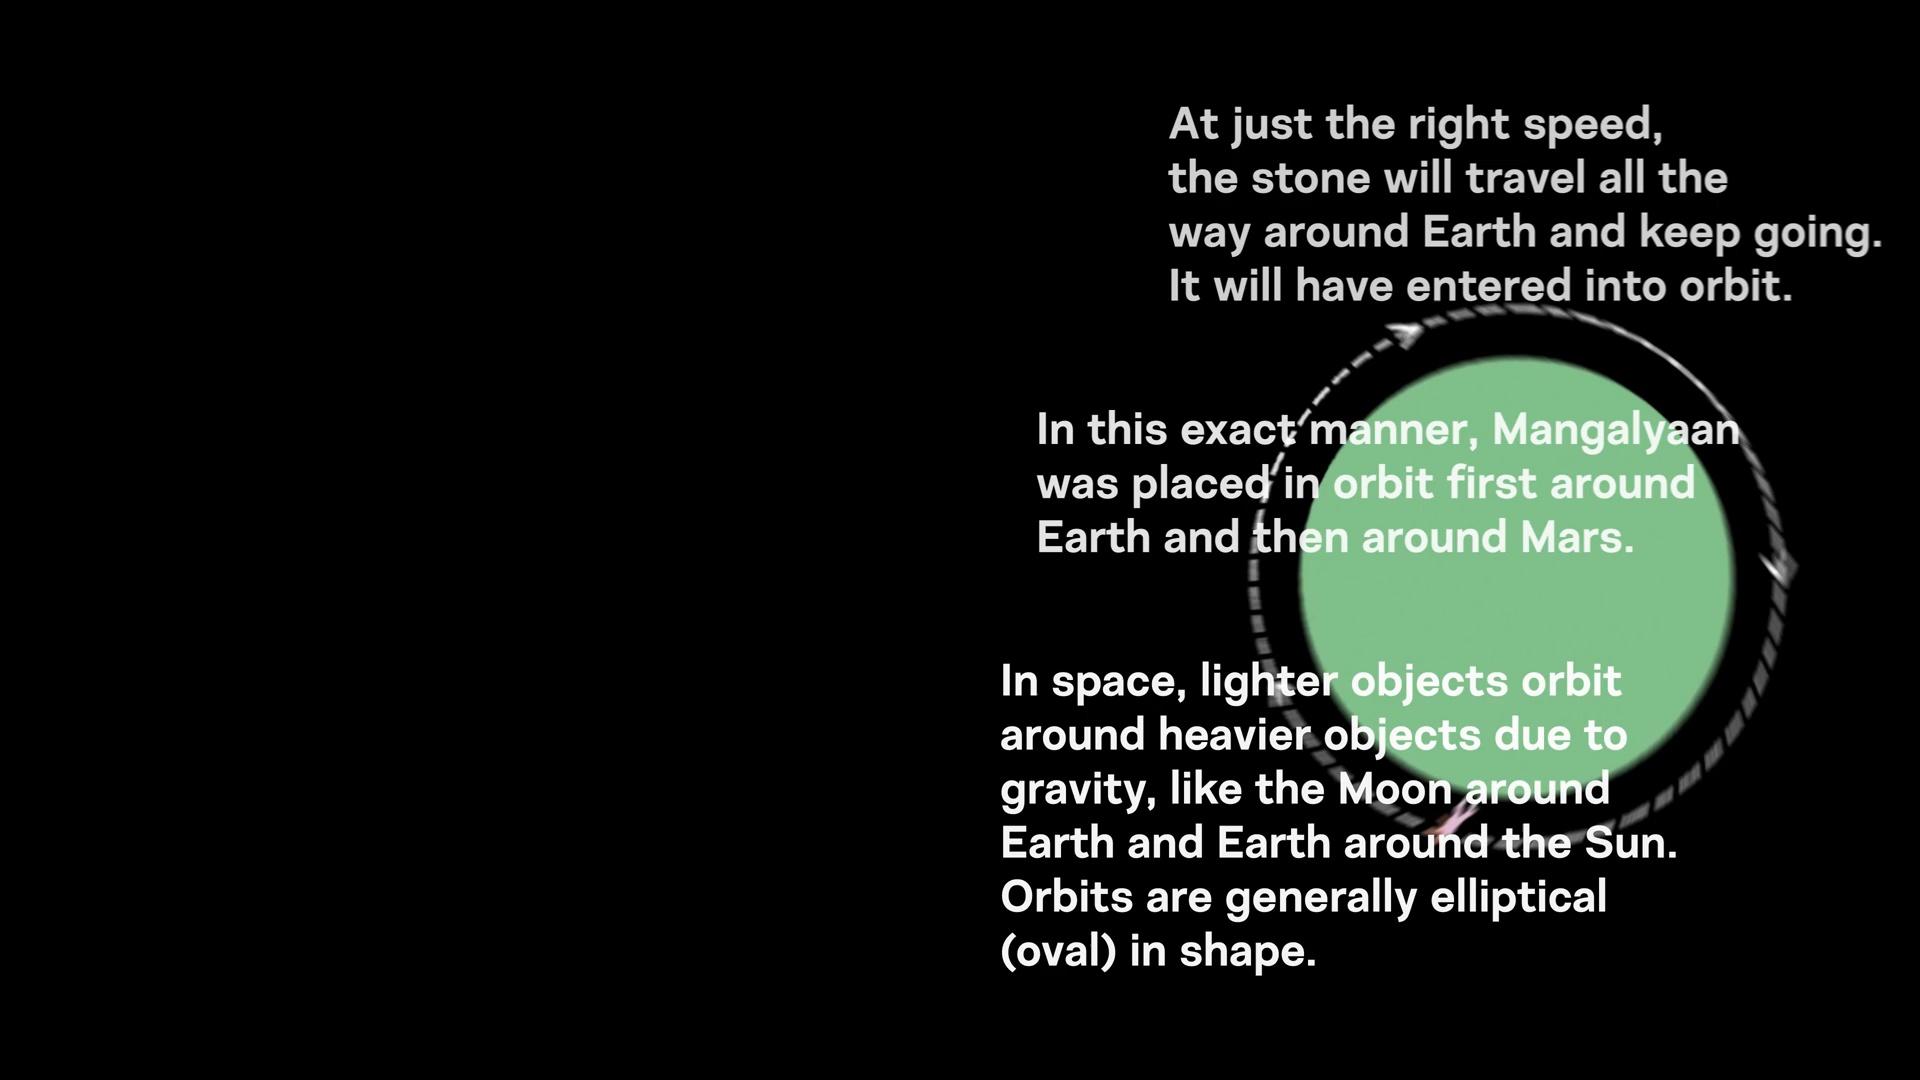 At just the right speed,
the stone will travel all the
way around Earth and keep going.
It will have entered into orbit.
In this exact manner, Mangalyaan
was placed in orbit first around
Earth and then around Mars.
In space, lighter objects orbit
around heavier objects due to
gravity, like the Moon around
Earth and Earth around the Sun.
Orbits are generally elliptical
(oval) in shape.